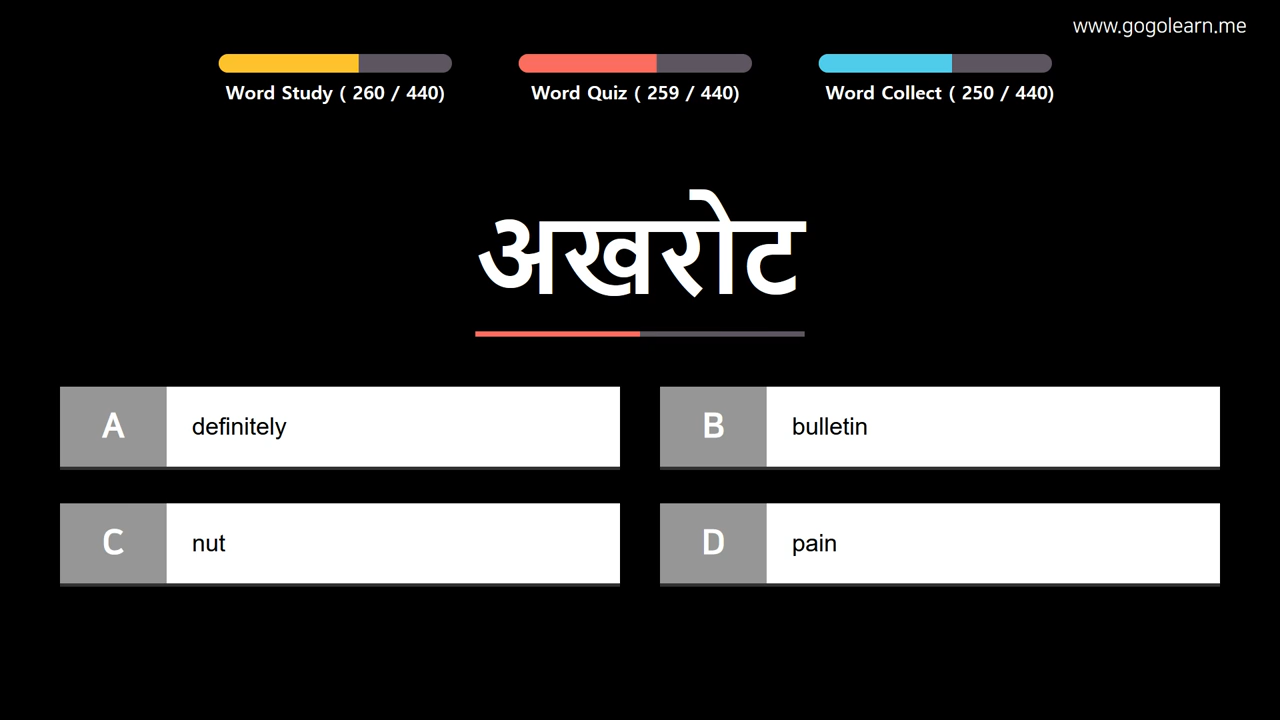 www.gogolearn.me
Word Study ( 260 / 440)
Word Quiz ( 259 / 440)
Word Collect ( 250 / 440)
अखरोट
A definitely
B bulletin
C nut
D pain